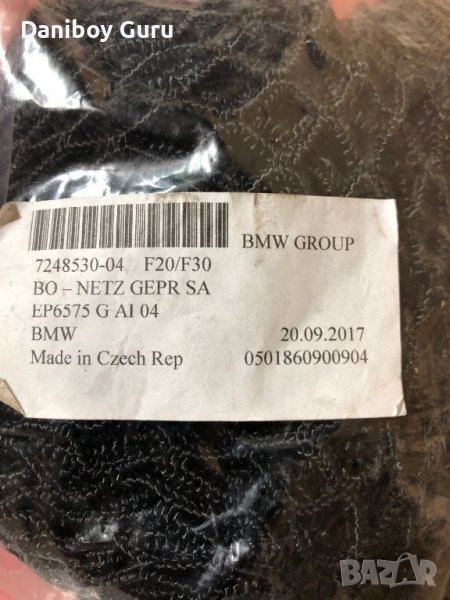 Daniboy Guru
BMW GROUP
7248530-04 F20/F30
BO – NETZ GEPR SA
EP6575 G AI 04
BMW 20.09.2017
Made in Czech Rep 0501860900904
BAZAR